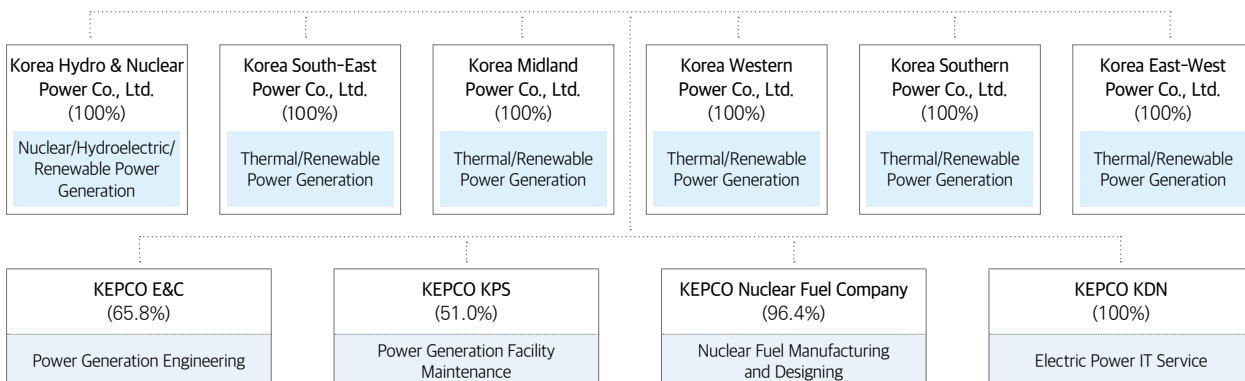 Korea Hydro & Nuclear
Power Co., Ltd.
(100%)
Nuclear/Hydroelectric/
Renewable Power
Generation
Korea South-East
Power Co., Ltd.
(100%)
Thermal/Renewable
Power Generation
Korea Midland
Power Co., Ltd.
(100%)
Thermal/Renewable
Power Generation
Korea Western
Power Co., Ltd.
(100%)
Thermal/Renewable
Power Generation
Korea Southern
Power Co., Ltd.
(100%)
Thermal/Renewable
Power Generation
Korea East-West
Power Co., Ltd.
(100%)
Thermal/Renewable
Power Generation
KEPCO E&C
(65.8%)
Power Generation Engineering
KEPCO KPS
(51.0%)
Power Generation Facility
Maintenance
KEPCO Nuclear Fuel Company
(96.4%)
Nuclear Fuel Manufacturing
and Designing
KEPCO KDN
(100%)
Electric Power IT Service